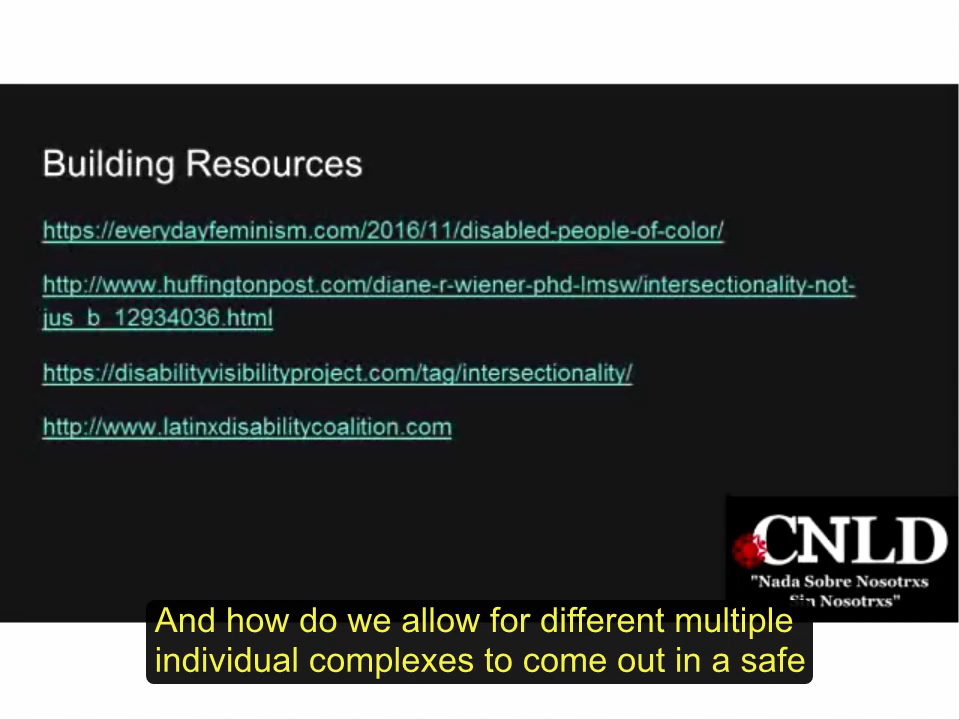 Building Resources
https://everydayfeminism.com/2016/11/disabled-people-of-color/
http://www.huffingtonpost.com/diane-r-wiener-phd-lmsw/intersectionality-not-
jus_b_12934036.html
https://disabilityvisibilityproject.com/tag/intersectionality/
http://www.latinxdisabilitycoalition.com
CNLD
"Nada Sobre Nosotrxs
Sin Nosotrxs"
And how do we allow for different multiple
individual complexes to come out in a safe